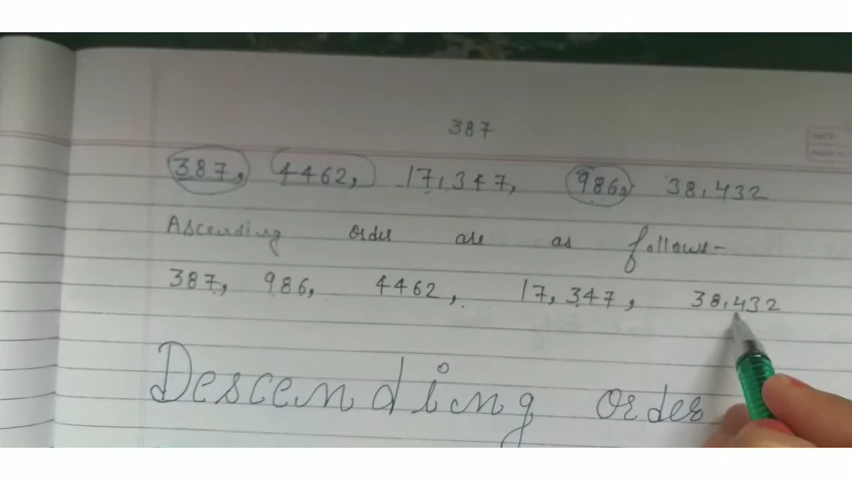 387
387, 4462, 17,347, 986, 38,432
Ascending order are as follows-
387, 986, 4462, 17,347, 38,432
Descending order